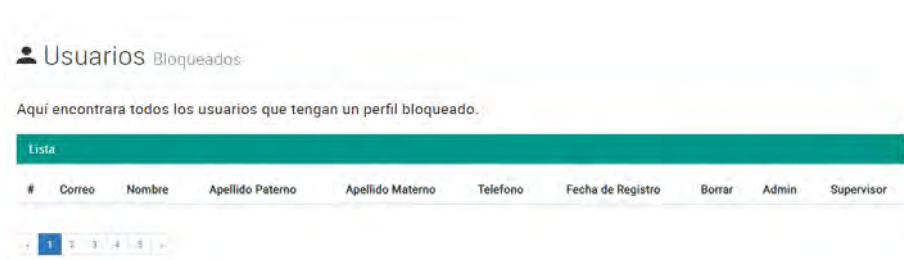 Usuarios Bloqueados
Aquí encontrara todos los usuarios que tengan un perfil bloqueado.
Lista
# Correo Nombre Apellido Paterno Apellido Materno Telefono Fecha de Registro Borrar Admin Supervisor
« 1 2 3 4 5 »